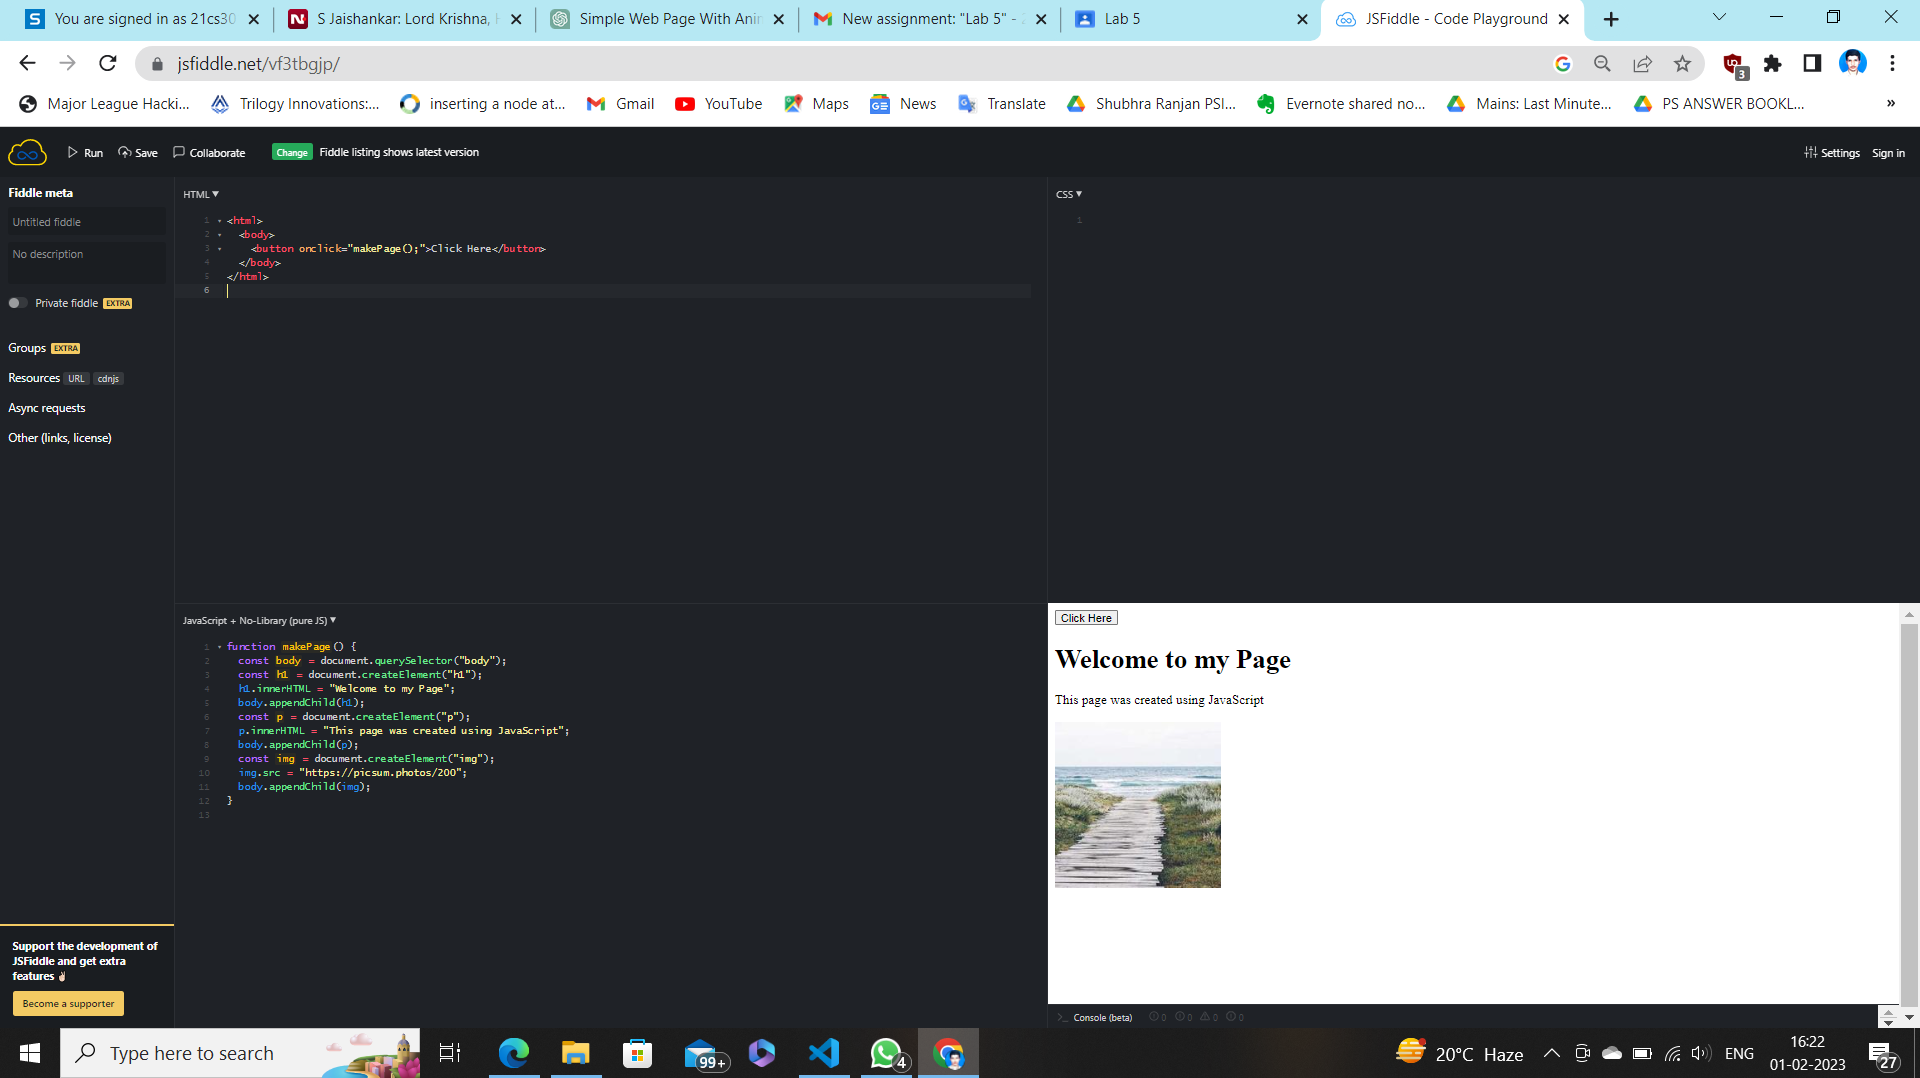 You are signed in as 21cs30
S Jaishankar: Lord Krishna,
Simple Web Page With Ani
New assignment: "Lab 5" -
Lab 5
JSFiddle - Code Playground
jsfiddle.net/vf3tbgjp/
3
Major League Hacki...
Trilogy Innovations:...
inserting a node at...
Gmail
YouTube
Maps
News
Translate
Shubhra Ranjan PSI...
Evernote shared no...
Mains: Last Minute...
PS ANSWER BOOKL...
»
Run
Save
Collaborate
Change
Fiddle listing shows latest version
Settings
Sign in
Fiddle meta
Untitled fiddle
No description
Private fiddle EXTRA
Groups EXTRA
Resources URL cdnjs
Async requests
Other (links, license)
Support the development of
JSFiddle and get extra
features
Become a supporter
HTML
1 <html>
2 <body>
3 <button onclick="makePage();">Click Here</button>
4 </body>
5 </html>
6
CSS
1
JavaScript + No-Library (pure JS)
1 function makePage() {
2 const body = document.querySelector("body");
3 const h1 = document.createElement("h1");
4 h1.innerHTML = "Welcome to my Page";
5 body.appendChild(h1);
6 const p = document.createElement("p");
7 p.innerHTML = "This page was created using JavaScript";
8 body.appendChild(p);
9 const img = document.createElement("img");
10 img.src = "https://picsum.photos/200";
11 body.appendChild(img);
12 }
13
Click Here
Welcome to my Page
This page was created using JavaScript
>_ Console (beta) 0 0 0 0
Type here to search
99+
4
20°C Haze
ENG
16:22
01-02-2023
27